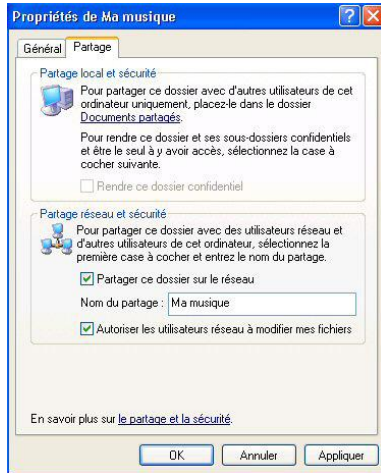 Propriétés de Ma musique
Général
Partage
Partage local et sécurité
Pour partager ce dossier avec d'autres utilisateurs de cet
ordinateur uniquement, placez-le dans le dossier
Documents partagés.
Pour rendre ce dossier et ses sous-dossiers confidentiels
et être le seul à y avoir accès, sélectionnez la case à
cocher suivante.
Rendre ce dossier confidentiel
Partage réseau et sécurité
Pour partager ce dossier avec des utilisateurs réseau et
d'autres utilisateurs de cet ordinateur, sélectionnez la
première case à cocher et entrez le nom du partage.
Partager ce dossier sur le réseau
Nom du partage : Ma musique
Autoriser les utilisateurs réseau à modifier mes fichiers
En savoir plus sur le partage et la sécurité.
OK
Annuler
Appliquer